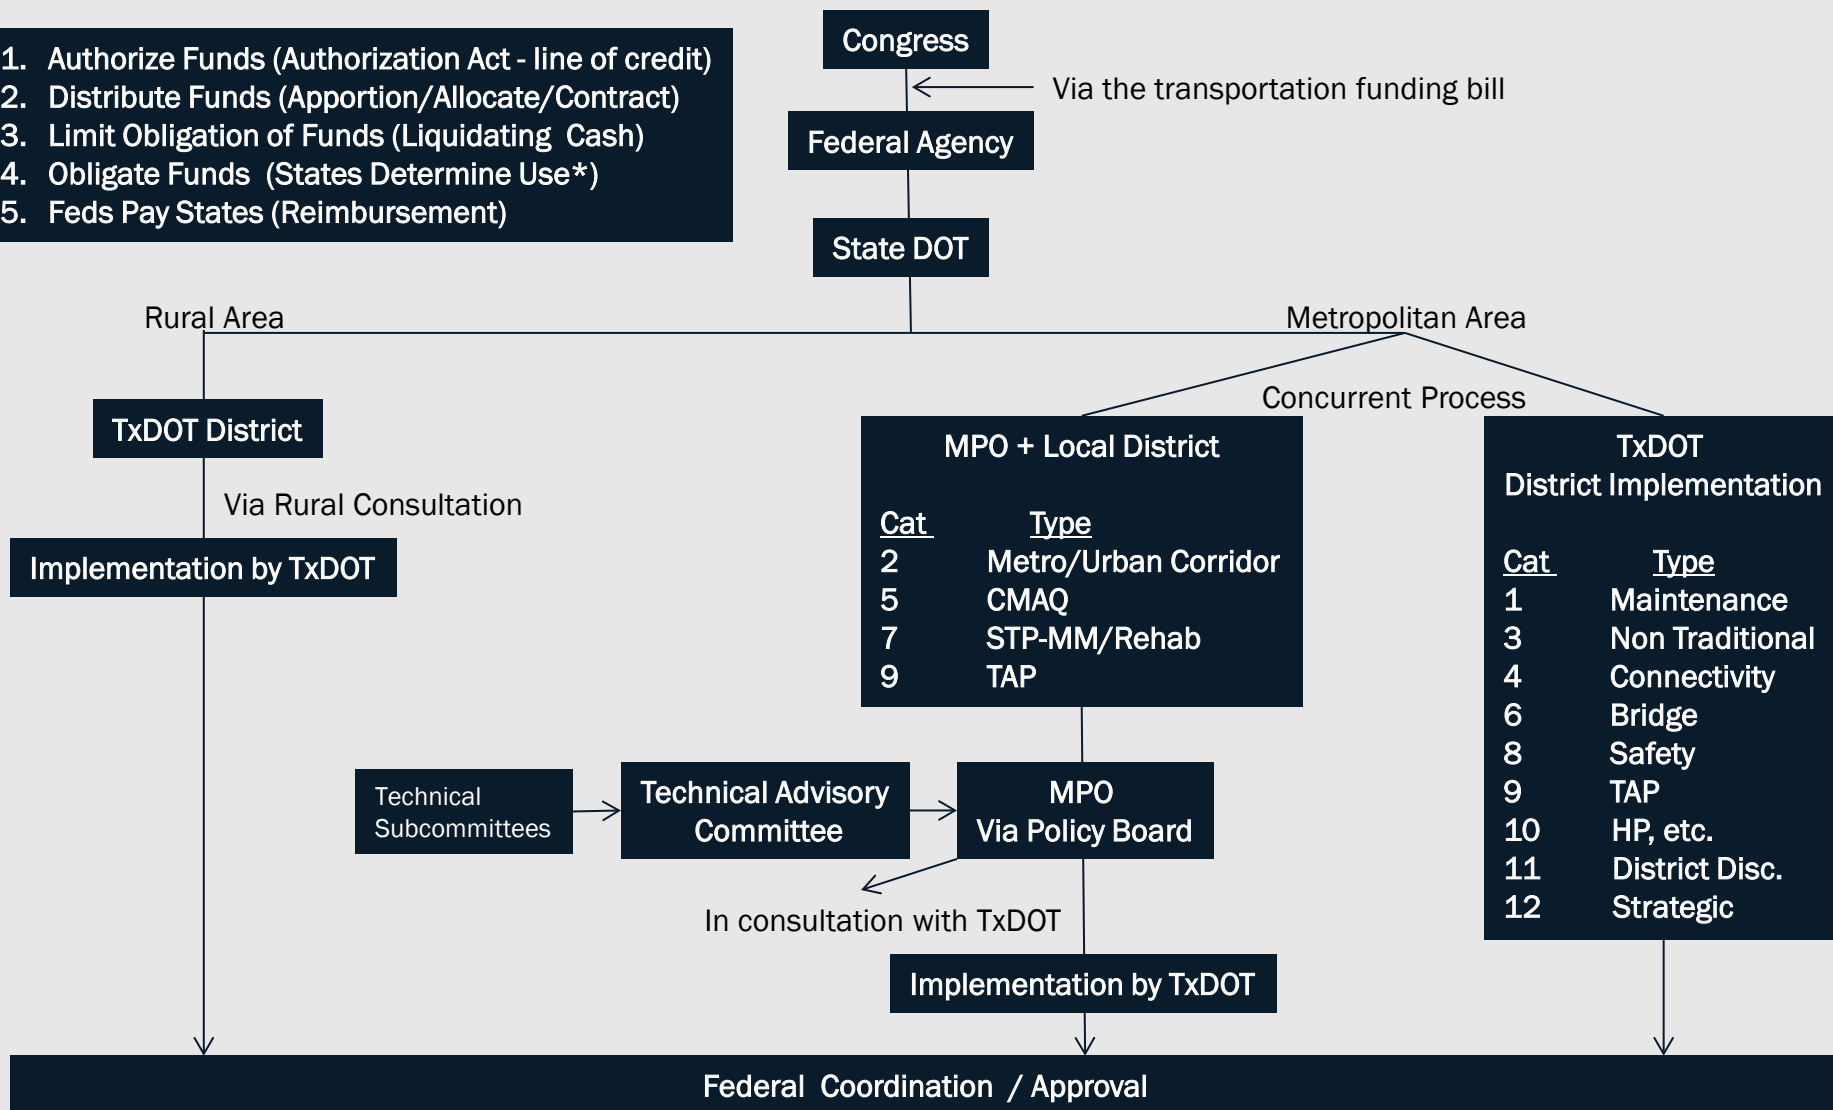 1. Authorize Funds (Authorization Act - line of credit)
2. Distribute Funds (Apportion/Allocate/Contract)
3. Limit Obligation of Funds (Liquidating Cash)
4. Obligate Funds (States Determine Use*)
5. Feds Pay States (Reimbursement)
Congress
Via the transportation funding bill
Federal Agency
State DOT
Rural Area
Metropolitan Area
Concurrent Process
TxDOT District
Via Rural Consultation
Implementation by TxDOT
MPO + Local District
Cat Type
2 Metro/Urban Corridor
5 CMAQ
7 STP-MM/Rehab
9 TAP
TxDOT
District Implementation
Cat Type
1 Maintenance
3 Non Traditional
4 Connectivity
6 Bridge
8 Safety
9 TAP
10 HP, etc.
11 District Disc.
12 Strategic
Technical
Subcommittees
Technical Advisory
Committee
MPO
Via Policy Board
In consultation with TxDOT
Implementation by TxDOT
Federal Coordination / Approval